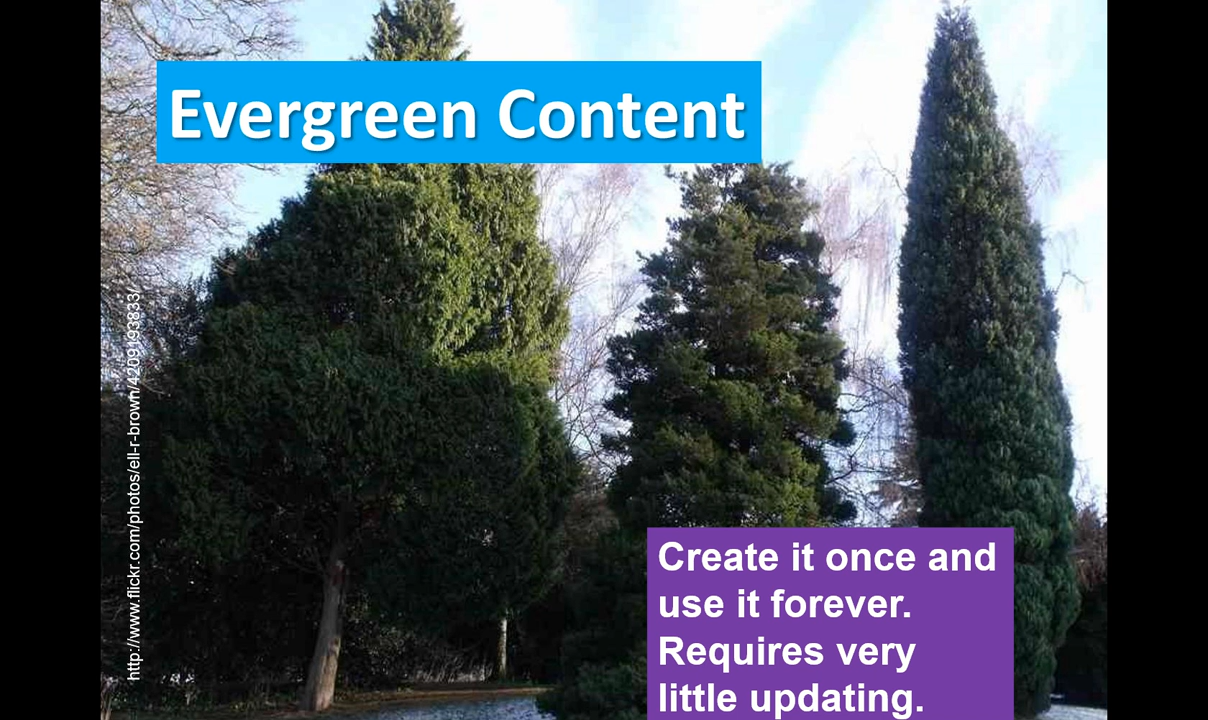 Evergreen Content
http://www.flickr.com/photos/ell-r-brown/4209193833/
Create it once and
use it forever.
Requires very
little updating.